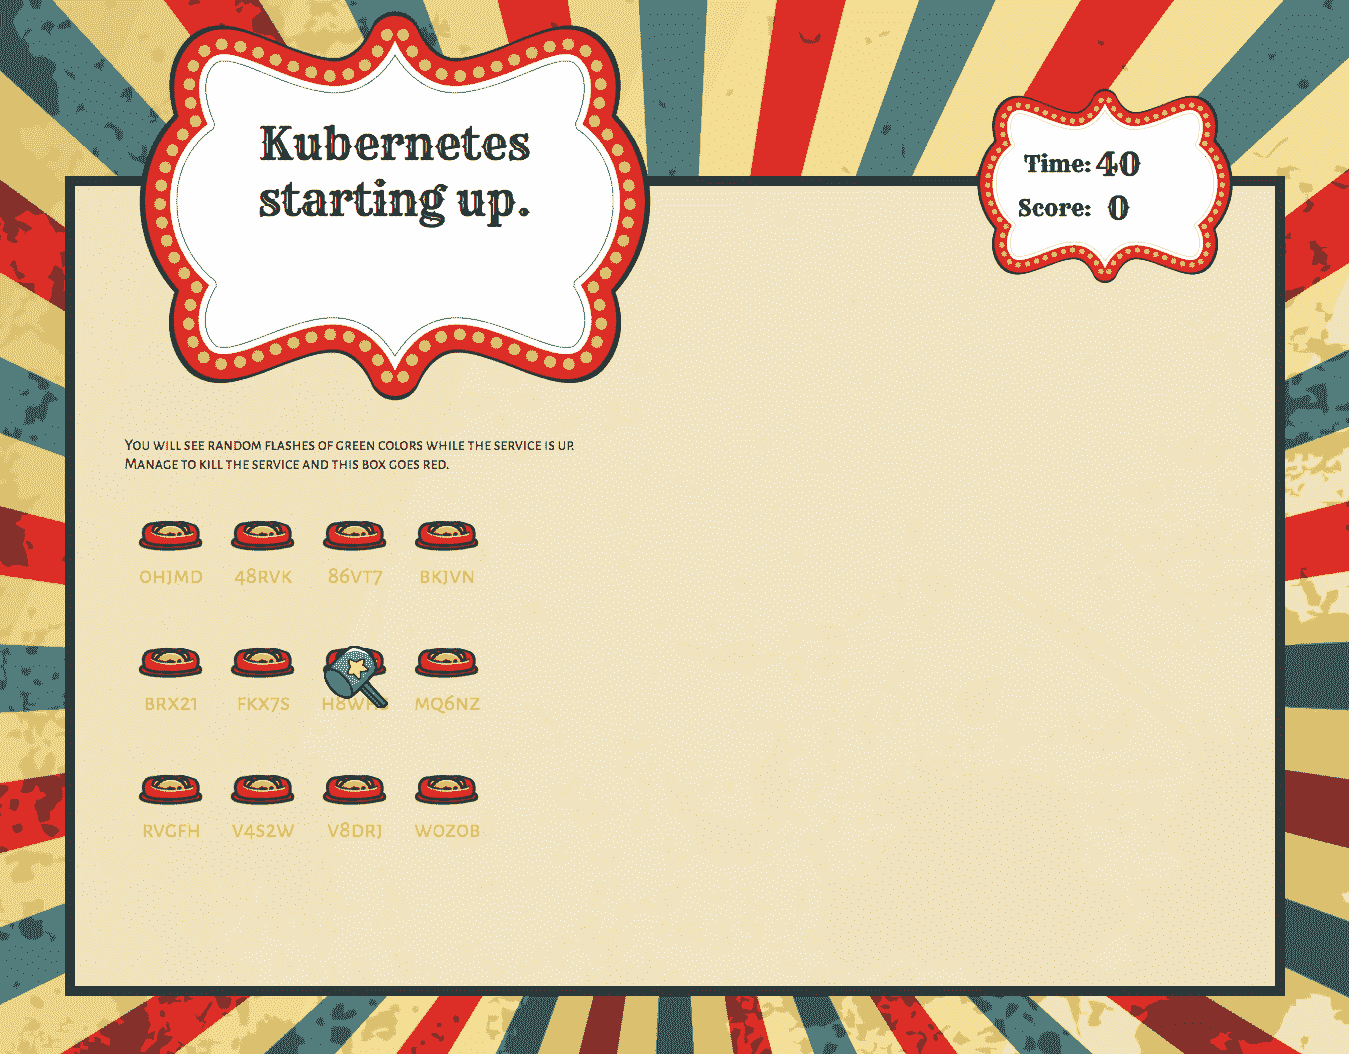 Kubernetes
starting up.
Time: 40
Score: 0
YOU WILL SEE RANDOM FLASHES OF GREEN COLORS WHILE THE SERVICE IS UP.
MANAGE TO KILL THE SERVICE AND THIS BOX GOES RED.
OHJMD 48RVK 86VT7 BKJVN
BRX21 FKX7S MQ6NZ
RVGFH V4S2W V8DRJ WOZOB